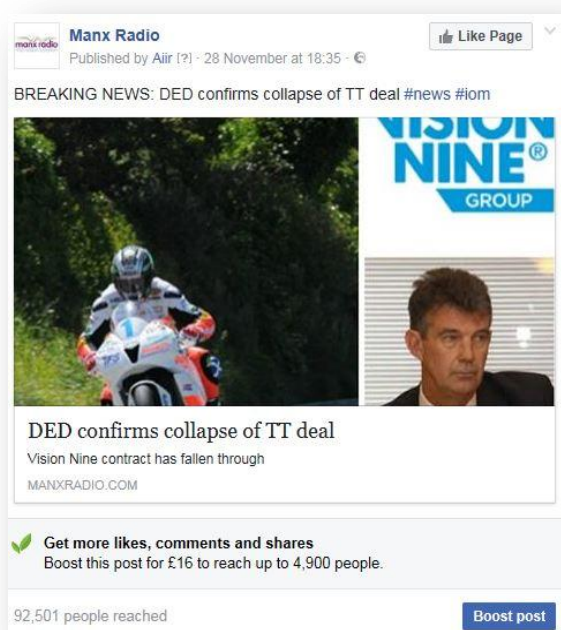 manx radio
Manx Radio
Like Page
Published by Aiir [?] · 28 November at 18:35 ·
BREAKING NEWS: DED confirms collapse of TT deal #news #iom
VISION
NINE®
GROUP
1
DED confirms collapse of TT deal
Vision Nine contract has fallen through
MANXRADIO.COM
Get more likes, comments and shares
Boost this post for £16 to reach up to 4,900 people.
92,501 people reached
Boost post